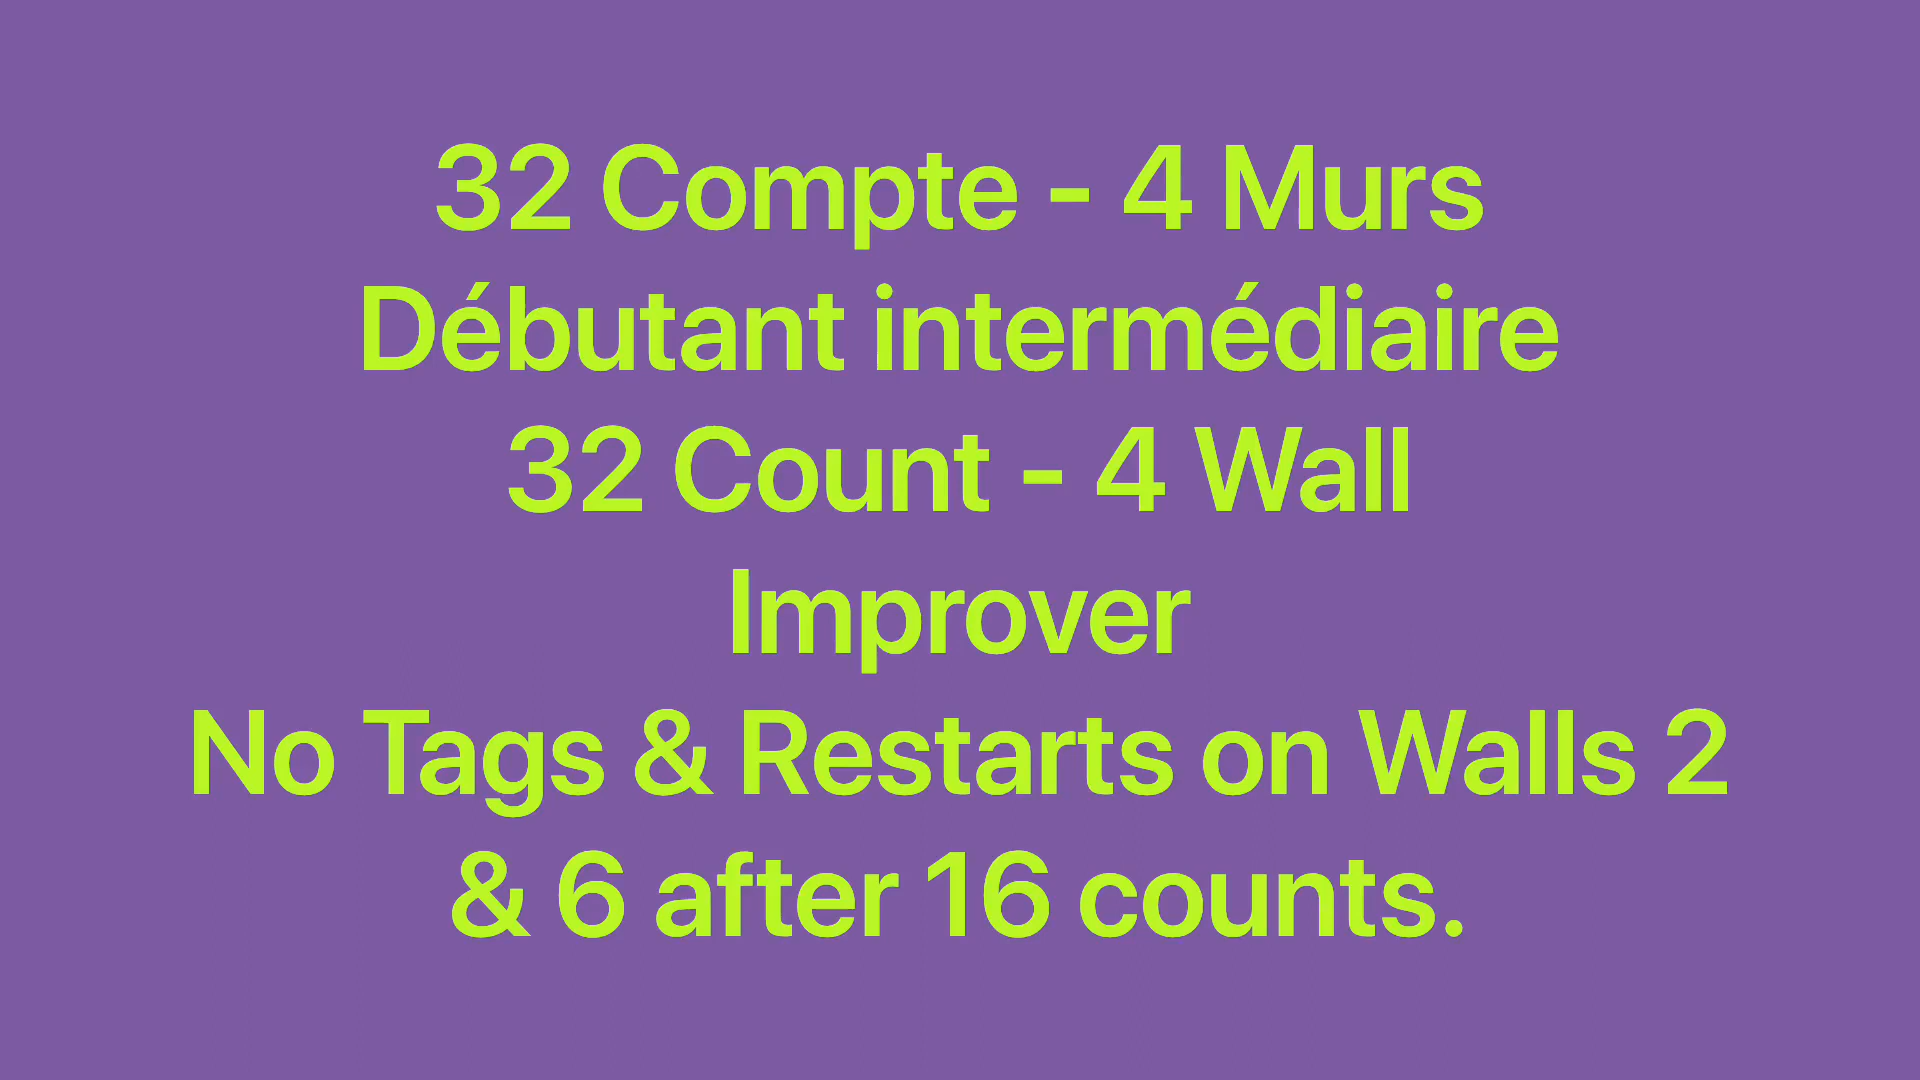 32 Compte - 4 Murs
Débutant intermédiaire
32 Count - 4 Wall
Improver
No Tags & Restarts on Walls 2
& 6 after 16 counts.